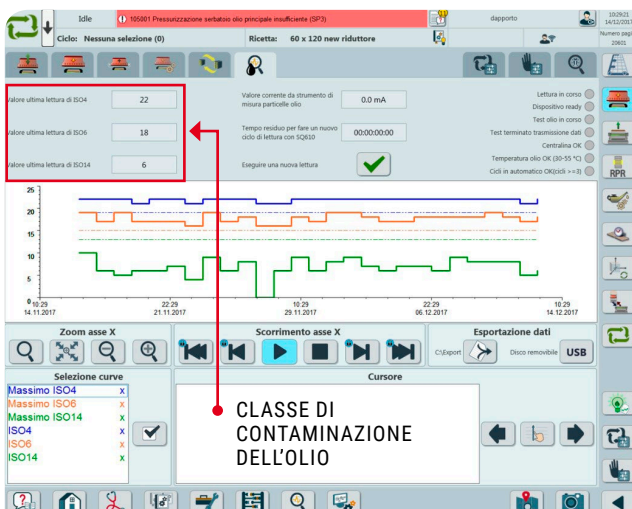 Idle
105001 Pressurizzazione serbatoio olio principale insufficiente (SP3)
dapporto
10:29:21
14/12/2017
Ciclo: Nessuna selezione (0)
Ricetta: 60 x 120 new riduttore
Numero pagi
20601
Valore ultima lettura di ISO4
22
Valore corrente da strumento di
misura particelle olio
0.0 mA
Lettura in corso
Dispositivo ready
Test olio in corso
Valore ultima lettura di ISO6
18
Tempo residuo per fare un nuovo
ciclo di lettura con SQ610
00:00:00:00
Test terminato trasmissione dati
Centralina OK
Valore ultima lettura di ISO14
6
Eseguire una nuova lettura
Temperatura olio OK (30-55 °C)
Cicli in automatico OK(cicli >=3)
RPR
25
20
15
10
5
0
10:29
14.11.2017
22:29
21.11.2017
10:29
29.11.2017
22:29
06.12.2017
10:29
14.12.2017
Zoom asse X
Scorrimento asse X
Esportazione dati
C:\Export
Disco removibile
USB
Selezione curve
Cursore
Massimo ISO4 x
Massimo ISO6 x
Massimo ISO14 x
ISO4 x
ISO6 x
ISO14 x
CLASSE DI
CONTAMINAZIONE
DELL'OLIO